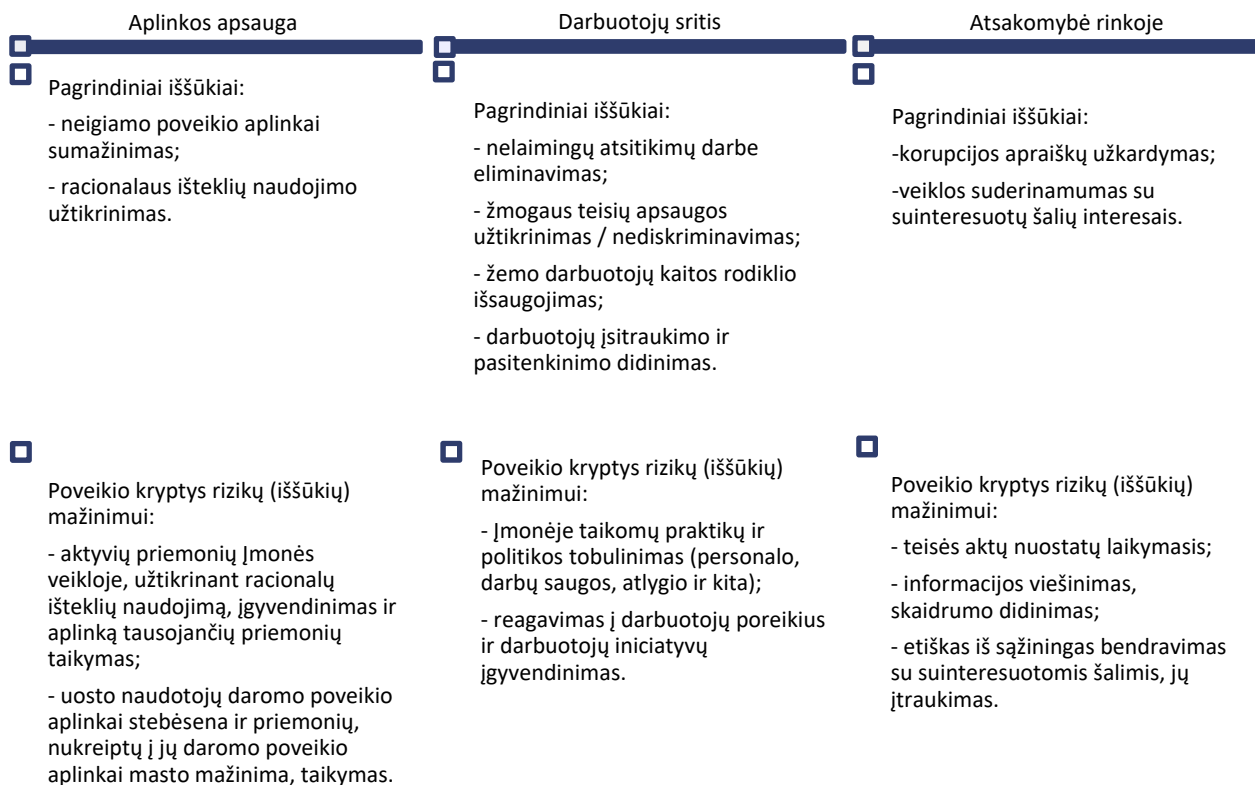 Aplinkos apsauga
Pagrindiniai iššūkiai:
- neigiamo poveikio aplinkai
sumažinimas;
- racionalaus išteklių naudojimo
užtikrinimas.
Poveikio kryptys rizikų (iššūkių)
mažinimui:
- aktyvių priemonių Įmonės
veikloje, užtikrinant racionalų
išteklių naudojimą, įgyvendinimas ir
aplinką tausojančių priemonių
taikymas;
- uosto naudotojų daromo poveikio
aplinkai stebėsena ir priemonių,
nukreiptų į jų daromo poveikio
aplinkai masto mažinima, taikymas.
Darbuotojų sritis
Pagrindiniai iššūkiai:
- nelaimingų atsitikimų darbe
eliminavimas;
- žmogaus teisių apsaugos
užtikrinimas / nediskriminavimas;
- žemo darbuotojų kaitos rodiklio
išsaugojimas;
- darbuotojų įsitraukimo ir
pasitenkinimo didinimas.
Poveikio kryptys rizikų (iššūkių)
mažinimui:
- Įmonėje taikomų praktikų ir
politikos tobulinimas (personalo,
darbų saugos, atlygio ir kita);
- reagavimas į darbuotojų poreikius
ir darbuotojų iniciatyvų
įgyvendinimas.
Atsakomybė rinkoje
Pagrindiniai iššūkiai:
-korupcijos apraiškų užkardymas;
-veiklos suderinamumas su
suinteresuotų šalių interesais.
Poveikio kryptys rizikų (iššūkių)
mažinimui:
- teisės aktų nuostatų laikymasis;
- informacijos viešinimas,
skaidrumo didinimas;
- etiškas iš sąžiningas bendravimas
su suinteresuotomis šalimis, jų
įtraukimas.